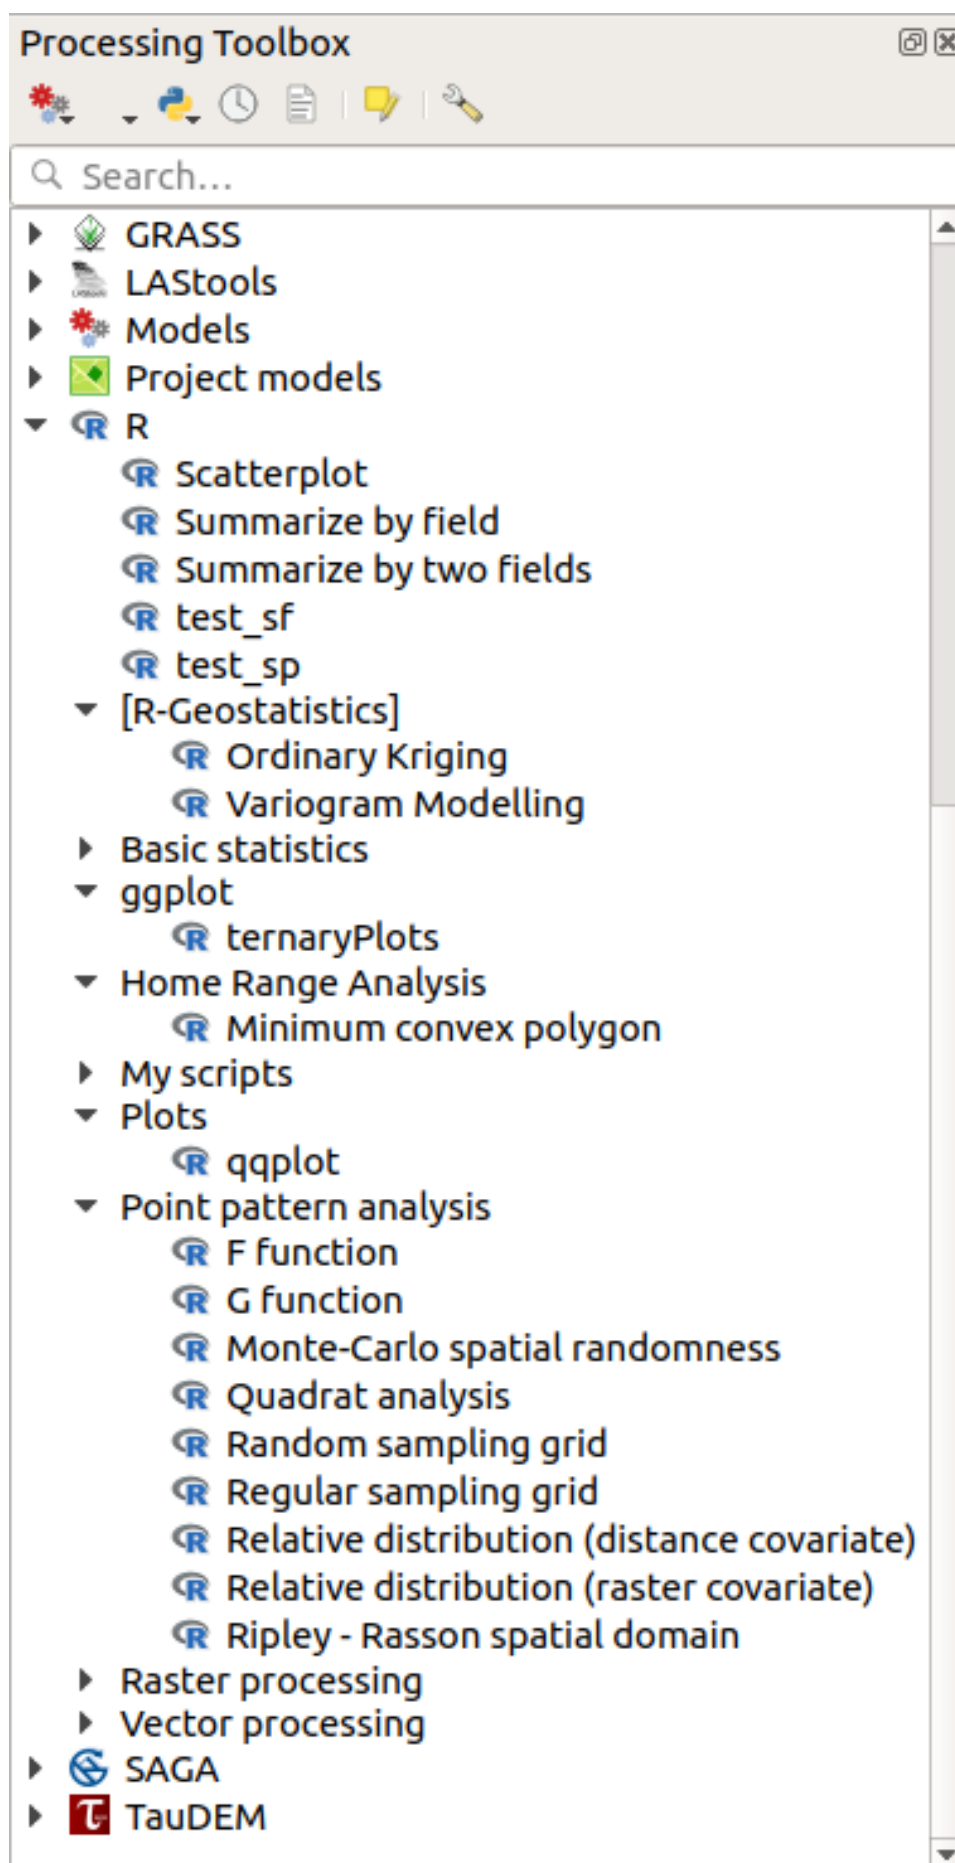 Processing Toolbox
Search...
GRASS
LAStools
Models
Project models
R
Scatterplot
Summarize by field
Summarize by two fields
test_sf
test_sp
[R-Geostatistics]
Ordinary Kriging
Variogram Modelling
Basic statistics
ggplot
ternaryPlots
Home Range Analysis
Minimum convex polygon
My scripts
Plots
qqplot
Point pattern analysis
F function
G function
Monte-Carlo spatial randomness
Quadrat analysis
Random sampling grid
Regular sampling grid
Relative distribution (distance covariate)
Relative distribution (raster covariate)
Ripley - Rasson spatial domain
Raster processing
Vector processing
SAGA
TauDEM